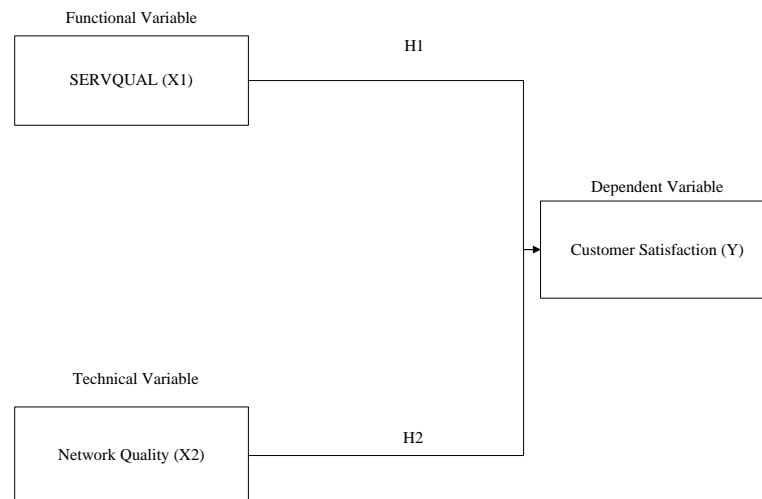 Functional Variable
SERVQUAL (X1)
H1
Dependent Variable
Customer Satisfaction (Y)
Technical Variable
Network Quality (X2)
H2